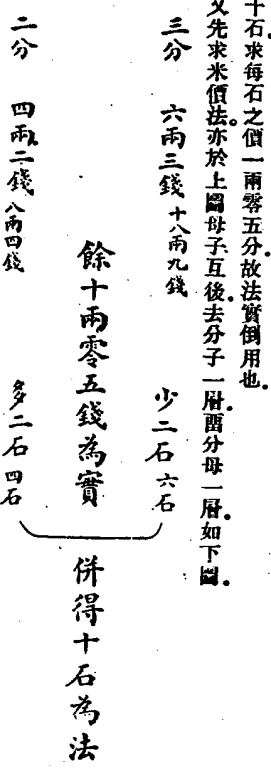 十石。求每石之價一兩零五分。故法實倒用也。
又先求米價法。亦於上圖母子互後。去分子一層。畱分母一層。如下圖。
三分　六兩三錢 十八兩九錢　少二石 六石
餘十兩零五錢為實　併得十石為法
二分　四兩二錢 八兩四錢　多二石 四石